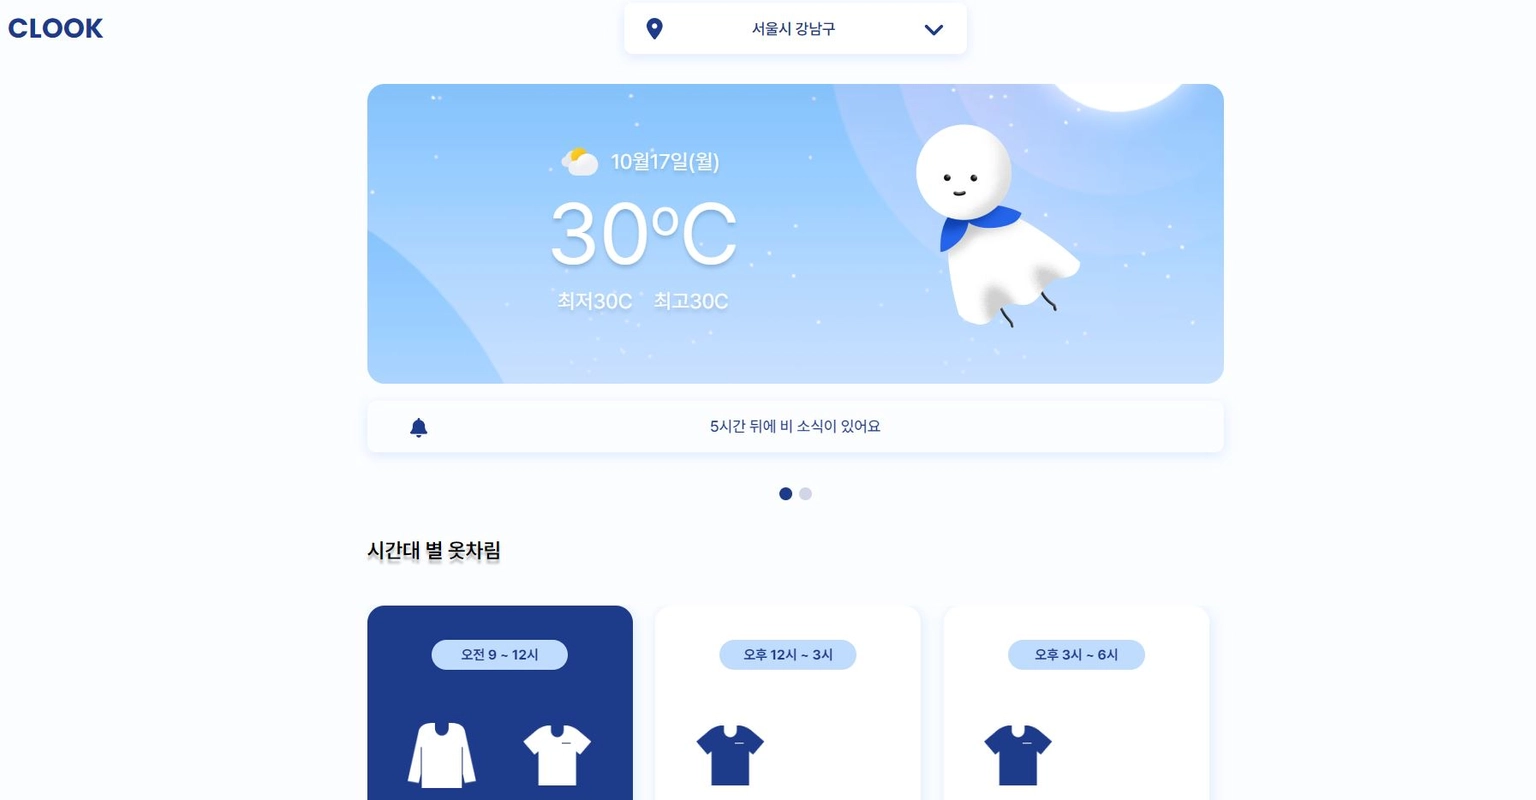 CLOOK
서울시 강남구
10월17일(월)
30ºC
최저30C 최고30C
5시간 뒤에 비 소식이 있어요
시간대 별 옷차림
오전 9 ~ 12시
오후 12시 ~ 3시
오후 3시 ~ 6시